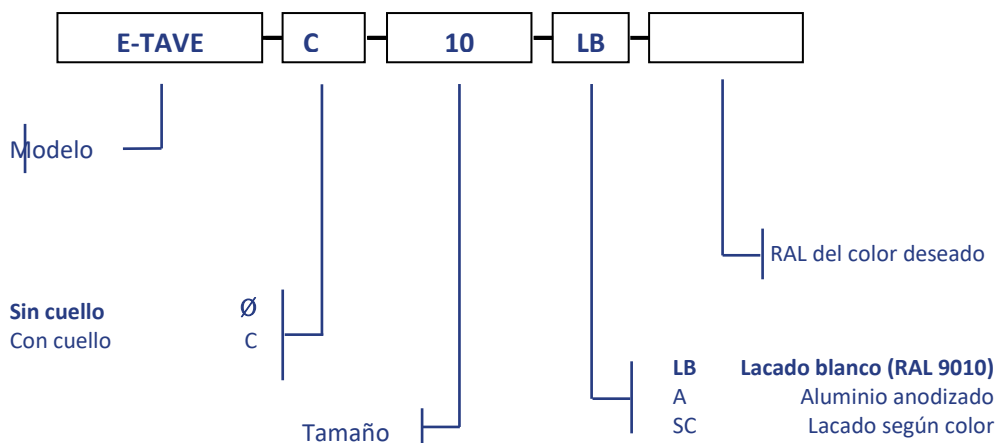 E-TAVE C 10 LB
Modelo
RAL del color deseado
Sin cuello Ø
Con cuello C
LB Lacado blanco (RAL 9010)
A Aluminio anodizado
SC Lacado según color
Tamaño